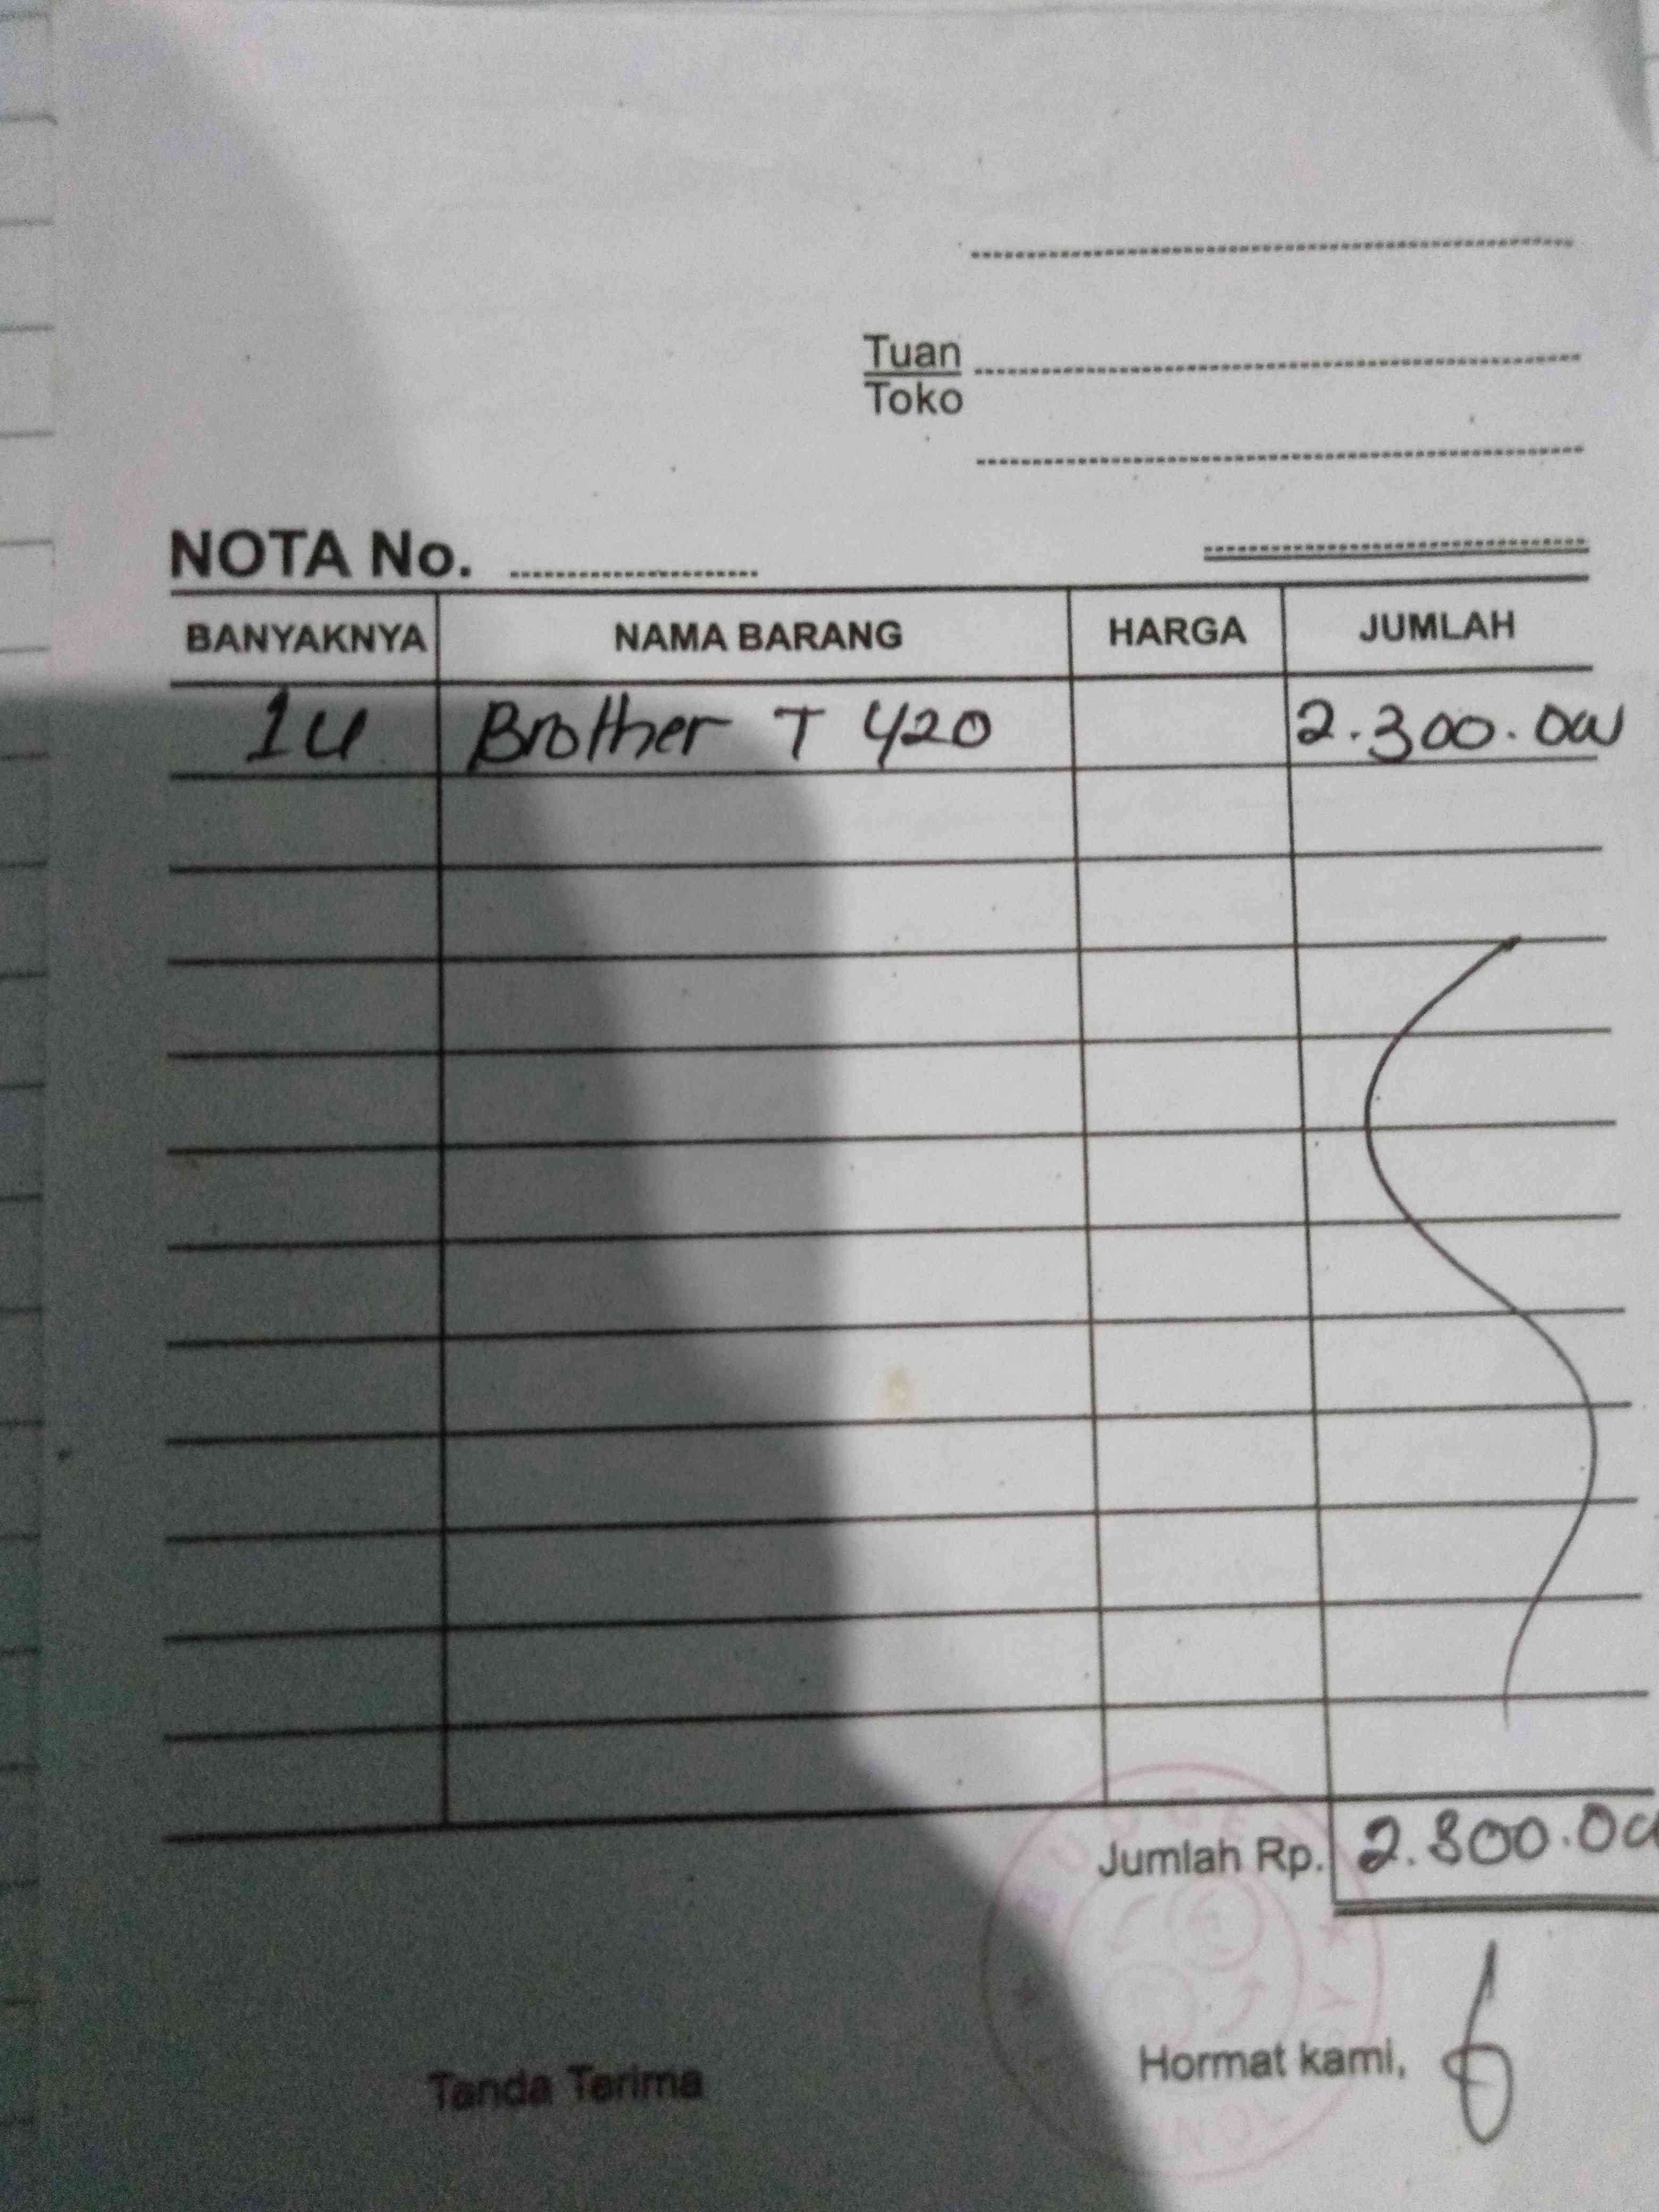 Tuan
Toko
NOTA No.
BANYAKNYA NAMA BARANG HARGA JUMLAH
1 u Brother T 420 2.300.000
Jumlah Rp. 2.300.00
Hormat kami,
Tanda Terima